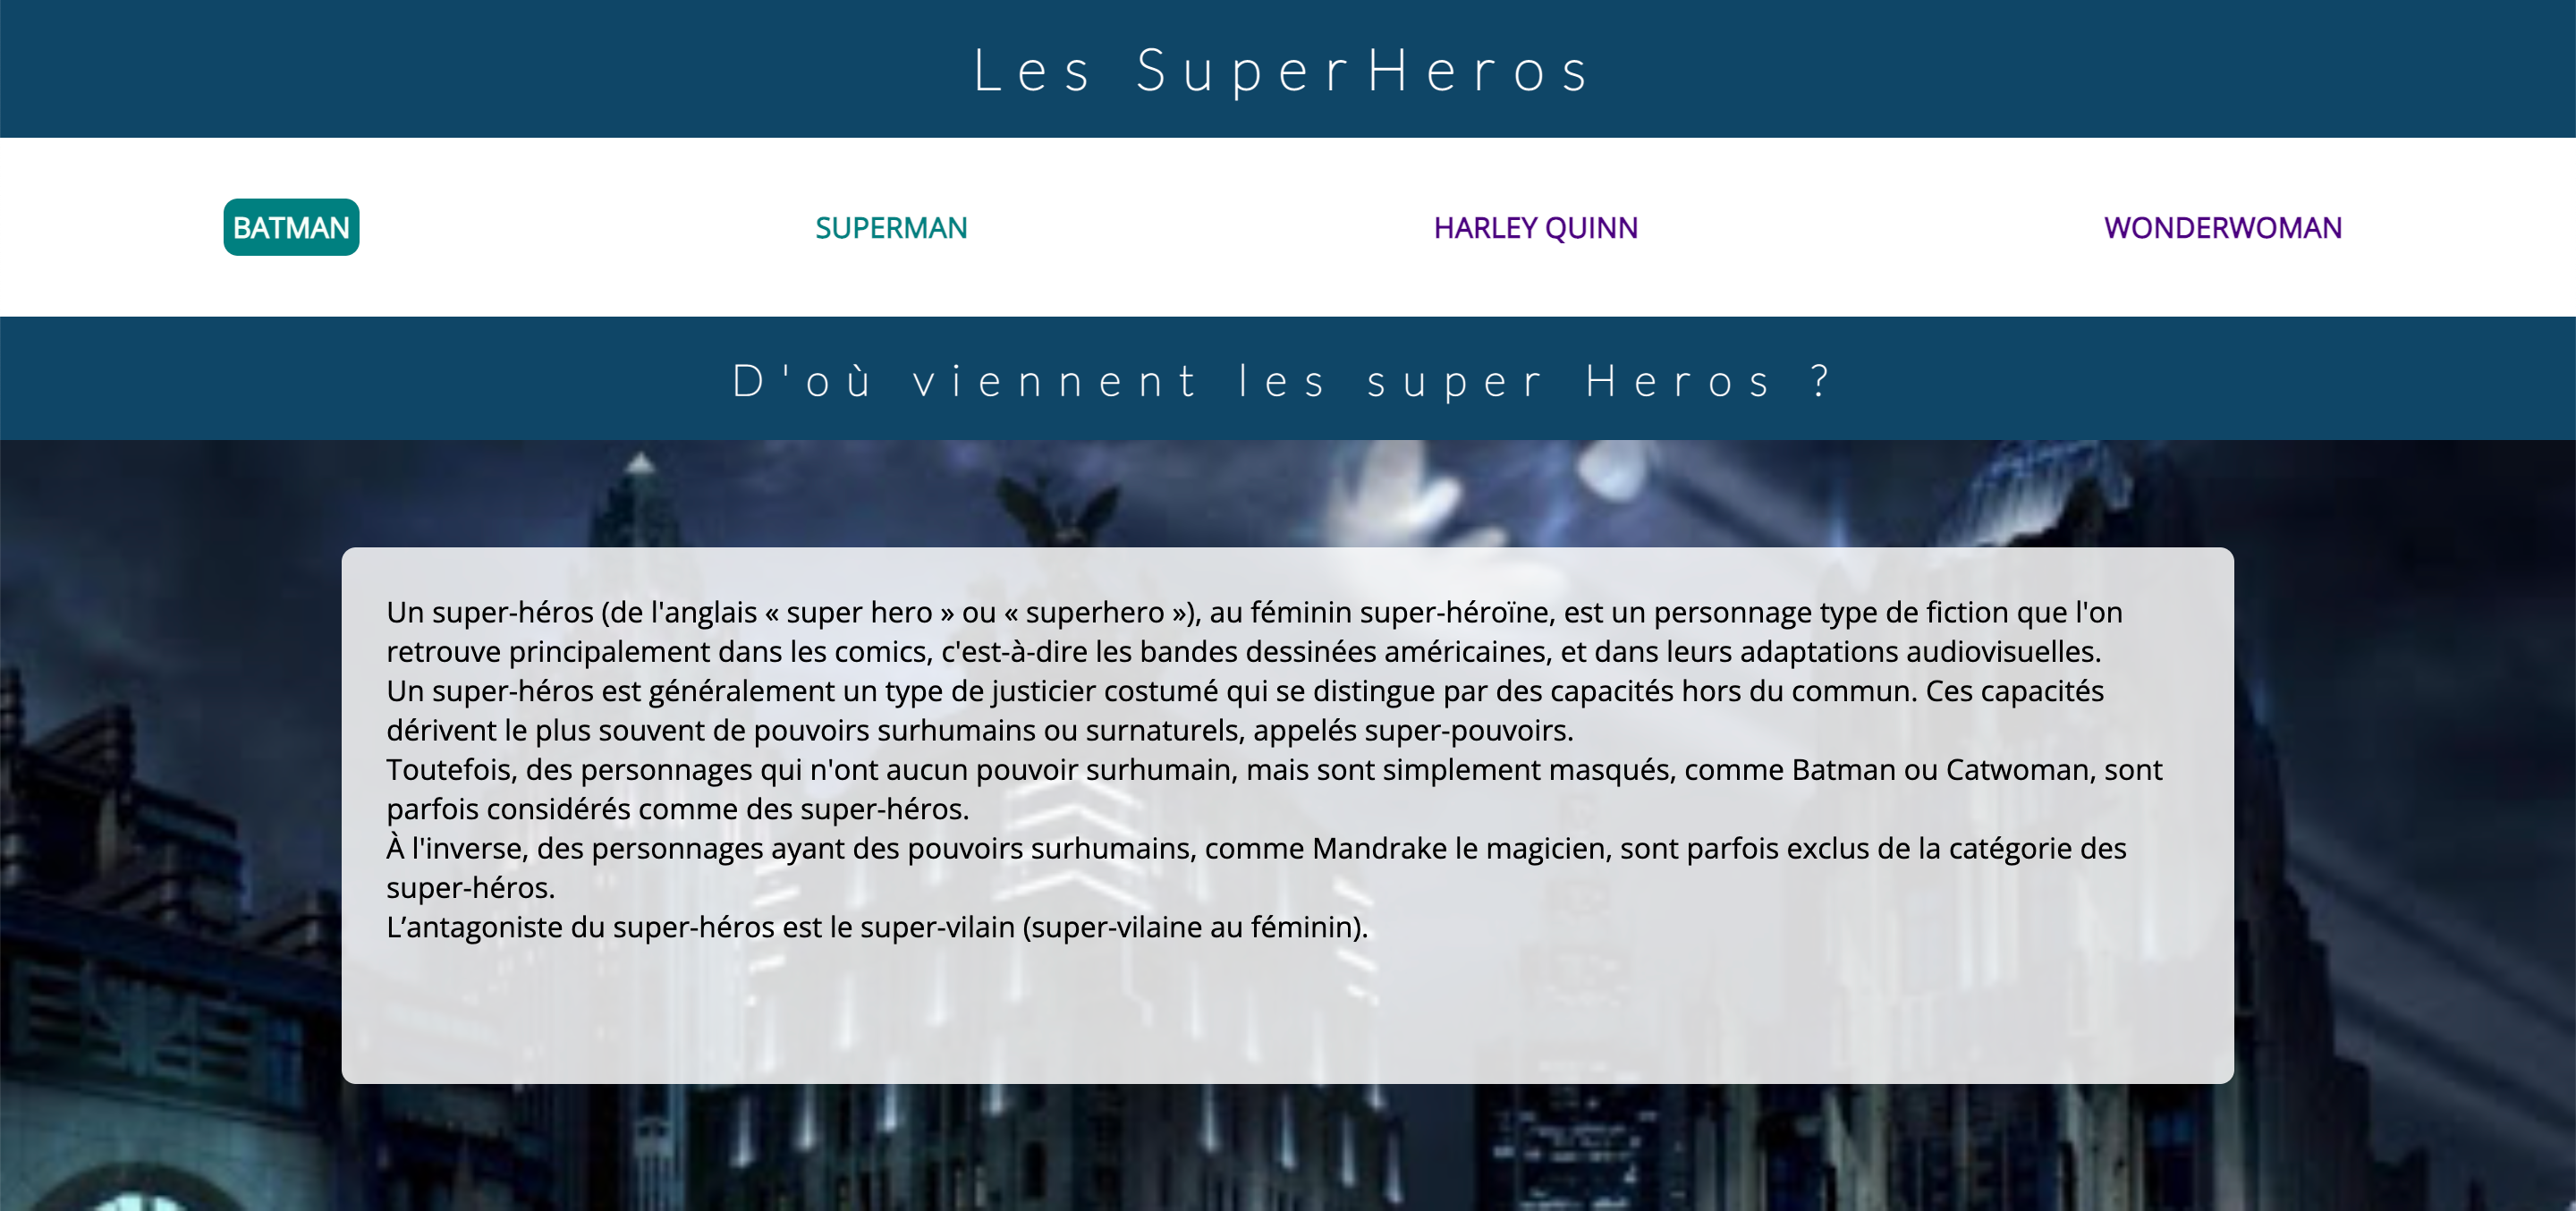 Les SuperHeros
BATMAN
SUPERMAN
HARLEY QUINN
WONDERWOMAN
D'où viennent les super Heros ?
Un super-héros (de l'anglais « super hero » ou « superhero »), au féminin super-héroïne, est un personnage type de fiction que l'on
retrouve principalement dans les comics, c'est-à-dire les bandes dessinées américaines, et dans leurs adaptations audiovisuelles.
Un super-héros est généralement un type de justicier costumé qui se distingue par des capacités hors du commun. Ces capacités
dérivent le plus souvent de pouvoirs surhumains ou surnaturels, appelés super-pouvoirs.
Toutefois, des personnages qui n'ont aucun pouvoir surhumain, mais sont simplement masqués, comme Batman ou Catwoman, sont
parfois considérés comme des super-héros.
À l'inverse, des personnages ayant des pouvoirs surhumains, comme Mandrake le magicien, sont parfois exclus de la catégorie des
super-héros.
L’antagoniste du super-héros est le super-vilain (super-vilaine au féminin).